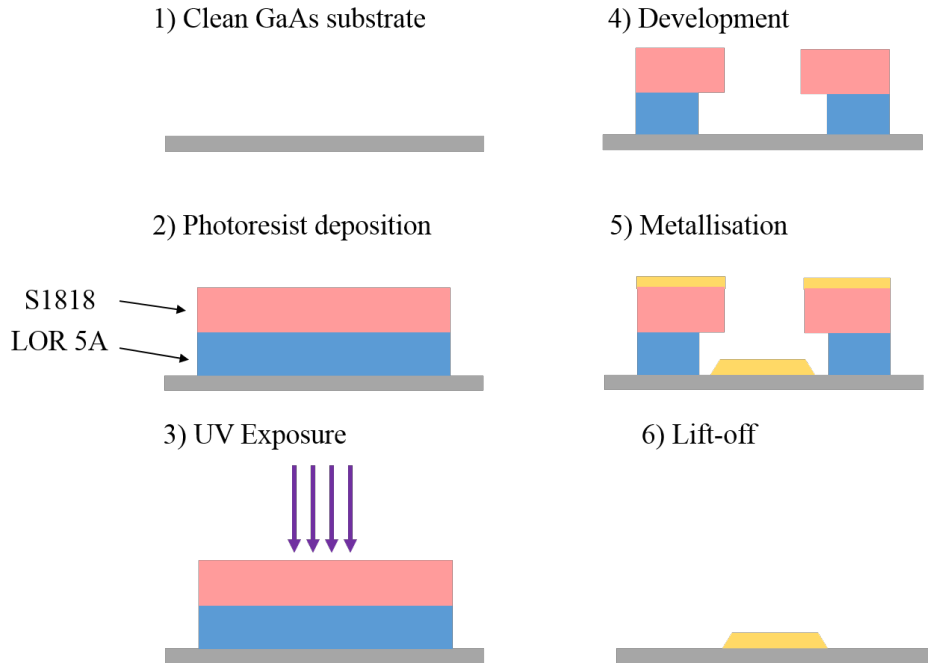 1) Clean GaAs substrate
2) Photoresist deposition
S1818
LOR 5A
3) UV Exposure
4) Development
5) Metallisation
6) Lift-off